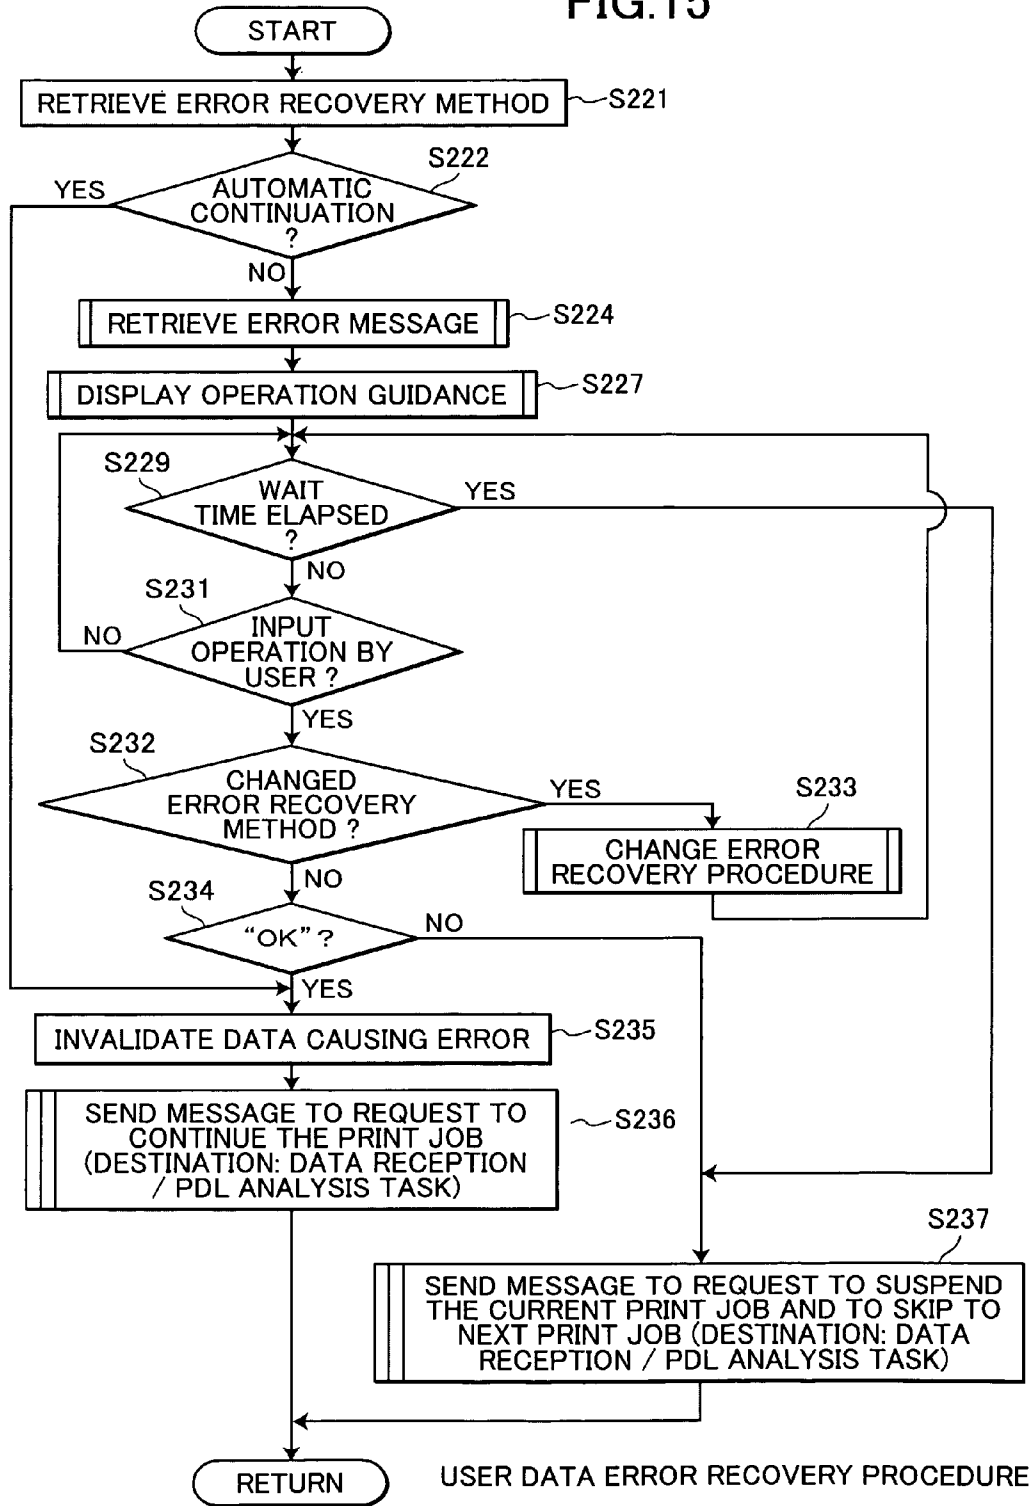 FIG.15
START
RETRIEVE ERROR RECOVERY METHOD
S221
S222
YES
AUTOMATIC
CONTINUATION
?
NO
RETRIEVE ERROR MESSAGE
S224
DISPLAY OPERATION GUIDANCE
S227
S229
WAIT
TIME ELAPSED
?
YES
NO
S231
INPUT
OPERATION BY
USER ?
NO
YES
S232
CHANGED
ERROR RECOVERY
METHOD ?
YES
S233
CHANGE ERROR
RECOVERY PROCEDURE
NO
S234
“OK” ?
NO
YES
INVALIDATE DATA CAUSING ERROR
S235
SEND MESSAGE TO REQUEST TO
CONTINUE THE PRINT JOB
(DESTINATION: DATA RECEPTION
/ PDL ANALYSIS TASK)
S236
S237
SEND MESSAGE TO REQUEST TO SUSPEND
THE CURRENT PRINT JOB AND TO SKIP TO
NEXT PRINT JOB (DESTINATION: DATA
RECEPTION / PDL ANALYSIS TASK)
RETURN
USER DATA ERROR RECOVERY PROCEDURE